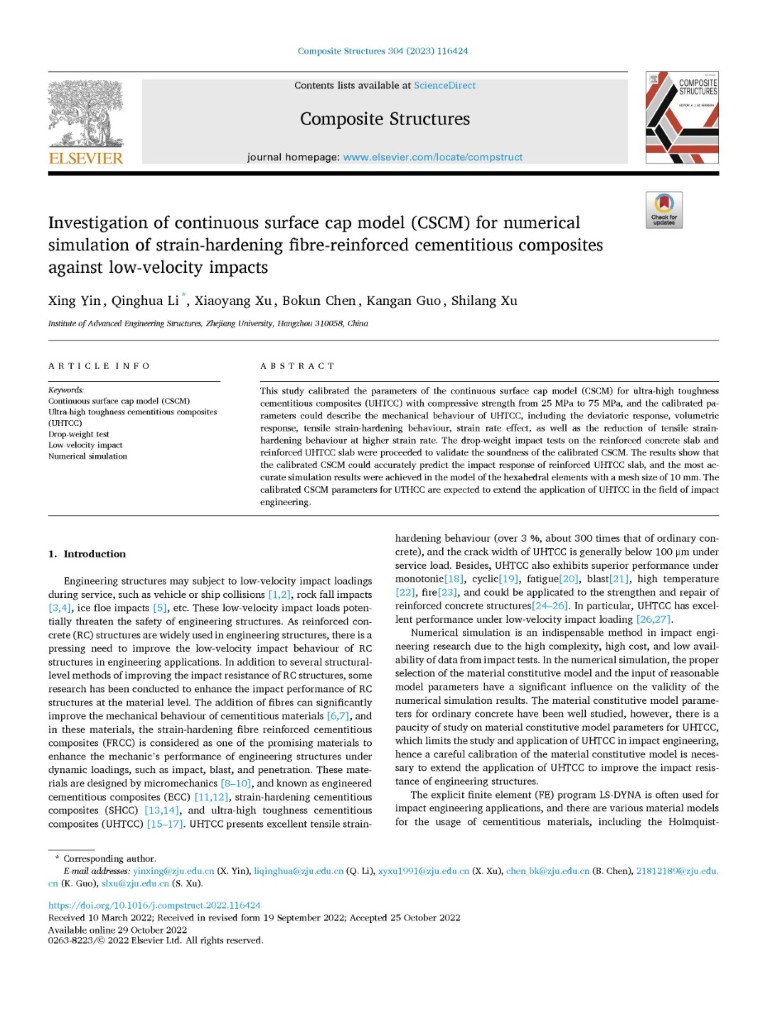 Composite Structures 304 (2023) 116424
Contents lists available at ScienceDirect
Composite Structures
journal homepage: www.elsevier.com/locate/compstruct
ELSEVIER
COMPOSITE
STRUCTURES
Check for
updates
Investigation of continuous surface cap model (CSCM) for numerical
simulation of strain-hardening fibre-reinforced cementitious composites
against low-velocity impacts
Xing Yin, Qinghua Li *, Xiaoyang Xu, Bokun Chen, Kangan Guo, Shilang Xu
Institute of Advanced Engineering Structures, Zhejiang University, Hangzhou 310058, China
ARTICLE INFO
Keywords:
Continuous surface cap model (CSCM)
Ultra-high toughness cementitious composites
(UHTCC)
Drop-weight test
Low-velocity impact
Numerical simulation
ABSTRACT
This study calibrated the parameters of the continuous surface cap model (CSCM) for ultra-high toughness
cementitious composites (UHTCC) with compressive strength from 25 MPa to 75 MPa, and the calibrated pa-
rameters could describe the mechanical behaviour of UHTCC, including the deviatoric response, volumetric
response, tensile strain-hardening behaviour, strain rate effect, as well as the reduction of tensile strain-
hardening behaviour at higher strain rate. The drop-weight impact tests on the reinforced concrete slab and
reinforced UHTCC slab were proceeded to validate the soundness of the calibrated CSCM. The results show that
the calibrated CSCM could accurately predict the impact response of reinforced UHTCC slab, and the most ac-
curate simulation results were achieved in the model of the hexahedral elements with a mesh size of 10 mm. The
calibrated CSCM parameters for UTHCC are expected to extend the application of UHTCC in the field of impact
engineering.
1. Introduction
Engineering structures may subject to low-velocity impact loadings
during service, such as vehicle or ship collisions [1,2], rock fall impacts
[3,4], ice floe impacts [5], etc. These low-velocity impact loads poten-
tially threaten the safety of engineering structures. As reinforced con-
crete (RC) structures are widely used in engineering structures, there is a
pressing need to improve the low-velocity impact behaviour of RC
structures in engineering applications. In addition to several structural-
level methods of improving the impact resistance of RC structures, some
research has been conducted to enhance the impact performance of RC
structures at the material level. The addition of fibres can significantly
improve the mechanical behaviour of cementitious materials [6,7], and
in these materials, the strain-hardening fibre reinforced cementitious
composites (FRCC) is considered as one of the promising materials to
enhance the mechanic's performance of engineering structures under
dynamic loadings, such as impact, blast, and penetration. These mate-
rials are designed by micromechanics [8–10], and known as engineered
cementitious composites (ECC) [11,12], strain-hardening cementitious
composites (SHCC) [13,14], and ultra-high toughness cementitious
composites (UHTCC) [15–17]. UHTCC presents excellent tensile strain-
hardening behaviour (over 3 %, about 300 times that of ordinary con-
crete), and the crack width of UHTCC is generally below 100 μm under
service load. Besides, UHTCC also exhibits superior performance under
monotonic[18], cyclic[19], fatigue[20], blast[21], high temperature
[22], fire[23], and could be applied to the strengthen and repair of
reinforced concrete structures[24–26]. In particular, UHTCC has excel-
lent performance under low-velocity impact loading [26,27].
Numerical simulation is an indispensable method in impact engi-
neering research due to the high complexity, high cost, and low avail-
ability of data from impact tests. In the numerical simulation, the proper
selection of the material constitutive model and the input of reasonable
model parameters have a significant influence on the validity of the
numerical simulation results. The material constitutive model parame-
ters for ordinary concrete have been well studied, however, there is a
paucity of study on material constitutive model parameters for UHTCC,
which limits the study and application of UHTCC in impact engineering,
hence a careful calibration of the material constitutive model is neces-
sary to extend the application of UHTCC to improve the impact resis-
tance of engineering structures.
The explicit finite element (FE) program LS-DYNA is often used for
impact engineering applications, and there are various material models
for the usage of cementitious materials, including the Holmquist-
* Corresponding author.
E-mail addresses: yinxing@zju.edu.cn (X. Yin), liqinghua@zju.edu.cn (Q. Li), xyxu1991@zju.edu.cn (X. Xu), chen_bk@zju.edu.cn (B. Chen), 21812189@zju.edu.
cn (K. Guo), slxu@zju.edu.cn (S. Xu).
https://doi.org/10.1016/j.compstruct.2022.116424
Received 10 March 2022; Received in revised form 19 September 2022; Accepted 25 October 2022
Available online 29 October 2022
0263-8223/© 2022 Elsevier Ltd. All rights reserved.